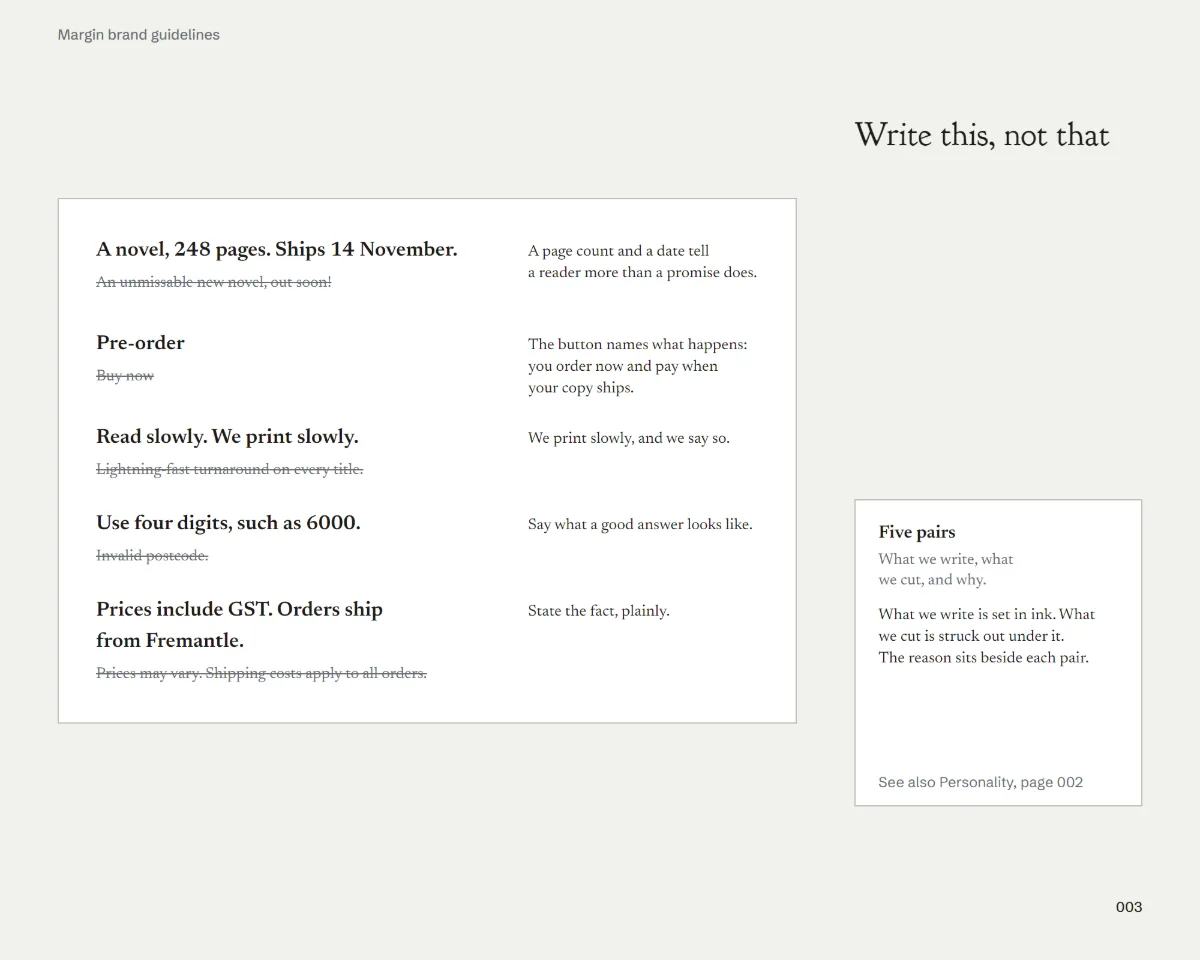 Margin brand guidelines
Write this, not that
A novel, 248 pages. Ships 14 November.
An unmissable new novel, out soon!
A page count and a date tell
a reader more than a promise does.
Pre-order
Buy now
The button names what happens:
you order now and pay when
your copy ships.
Read slowly. We print slowly.
Lightning-fast turnaround on every title.
We print slowly, and we say so.
Use four digits, such as 6000.
Invalid postcode.
Say what a good answer looks like.
Prices include GST. Orders ship
from Fremantle.
Prices may vary. Shipping costs apply to all orders.
State the fact, plainly.
Five pairs
What we write, what
we cut, and why.
What we write is set in ink. What
we cut is struck out under it.
The reason sits beside each pair.
See also Personality, page 002
003